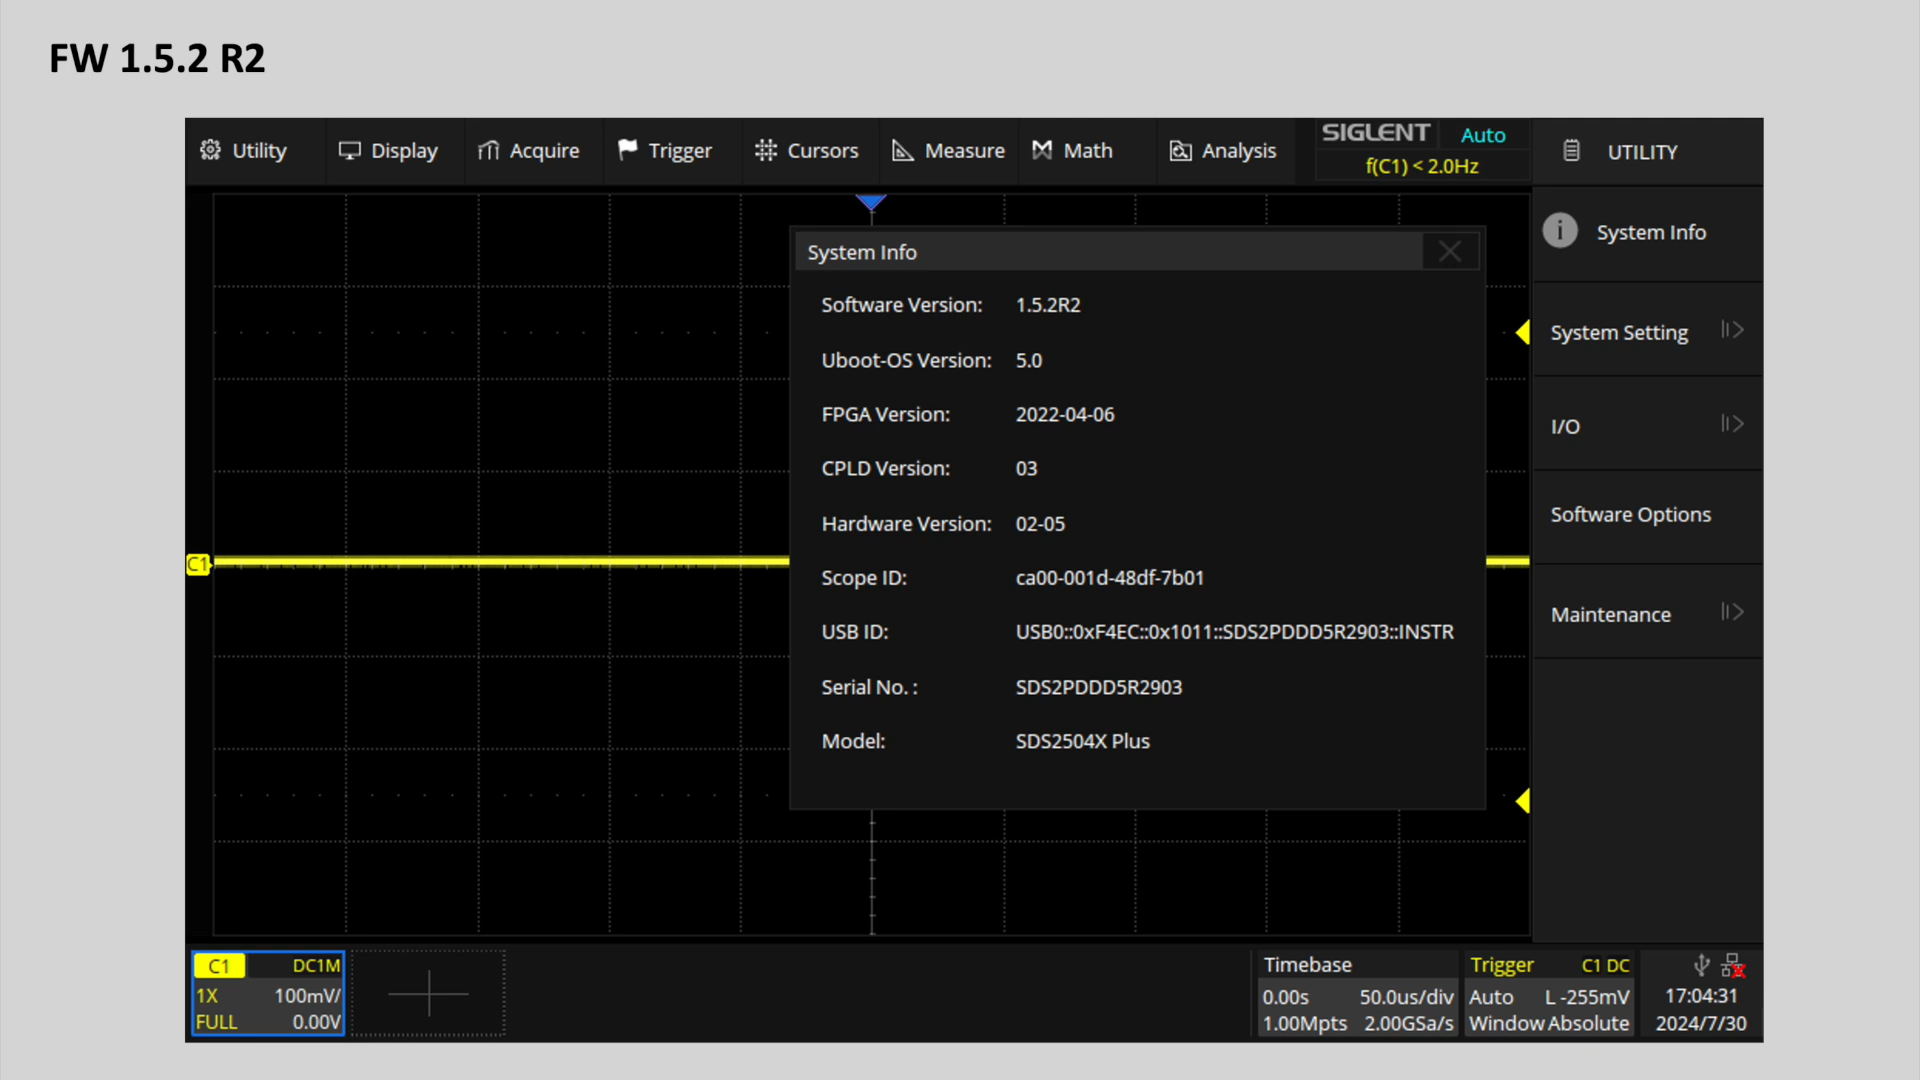 FW 1.5.2 R2
Utility Display Acquire Trigger Cursors Measure Math Analysis
SIGLENT Auto
f(C1) < 2.0Hz
UTILITY
System Info
Software Version: 1.5.2R2
Uboot-OS Version: 5.0
FPGA Version: 2022-04-06
CPLD Version: 03
Hardware Version: 02-05
Scope ID: ca00-001d-48df-7b01
USB ID: USB0::0xF4EC::0x1011::SDS2PDDD5R2903::INSTR
Serial No. : SDS2PDDD5R2903
Model: SDS2504X Plus
System Info
System Setting
I/O
Software Options
Maintenance
C1
C1 DC1M
1X 100mV/
FULL 0.00V
Timebase
0.00s 50.0us/div
1.00Mpts 2.00GSa/s
Trigger C1 DC
Auto L -255mV
Window Absolute
17:04:31
2024/7/30